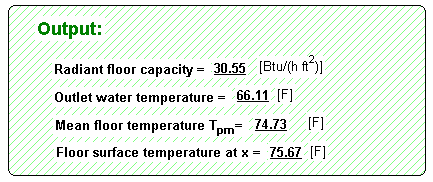 Output:
Radiant floor capacity = 30.55 [Btu/(h ft²)]
Outlet water temperature = 66.11 [F]
Mean floor temperature Tpm= 74.73 [F]
Floor surface temperature at x = 75.67 [F]